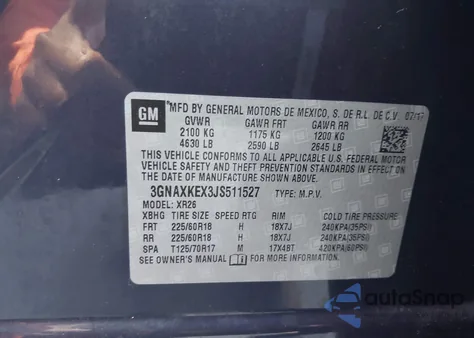 GM
*MFD BY GENERAL MOTORS DE MEXICO, S. DE R.L. DE C.V. 07/17
GVWR GAWR FRT GAWR RR
2100 KG 1175 KG 1200 KG
4630 LB 2590 LB 2645 LB
THIS VEHICLE CONFORMS TO ALL APPLICABLE U.S. FEDERAL MOTOR
VEHICLE SAFETY AND THEFT PREVENTION STANDARDS IN EFFECT ON
THE DATE OF MANUFACTURE SHOWN ABOVE.
3GNAXKEX3JS511527 TYPE: M.P.V.
MODEL: XR26
XBHG TIRE SIZE SPEED RTG RIM COLD TIRE PRESSURE
FRT 225/60R18 H 18X7J 240KPA/35PSI
RR 225/60R18 H 18X7J 240KPA/35PSI
SPA T125/70R17 M 17X4BT 420KPA/60PSI
SEE OWNER'S MANUAL FOR MORE INFORMATION.
autoSnap